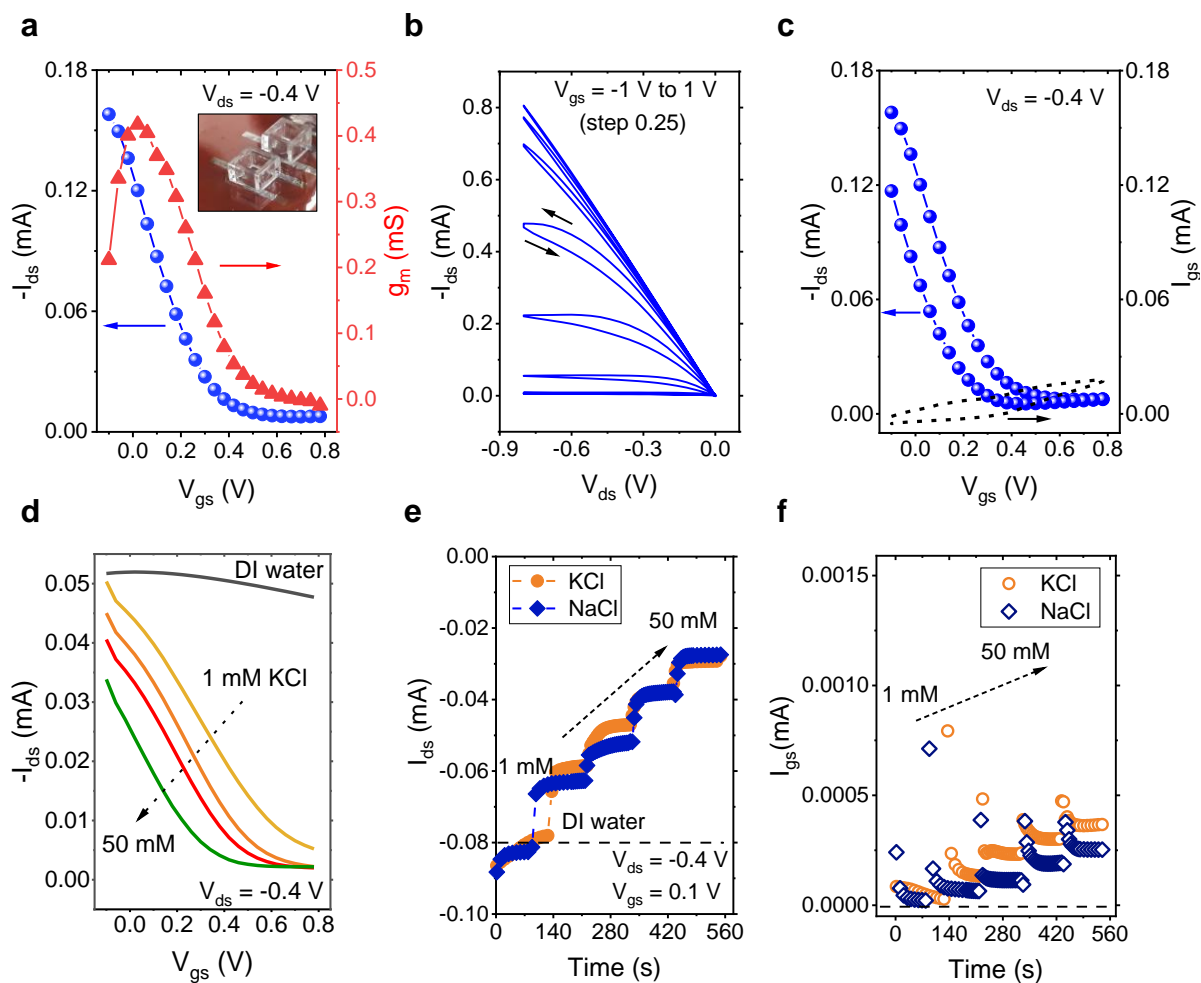 a
0.18
0.12
0.06
0.00
-I_ds (mA)
0.5
0.4
0.3
0.2
0.1
0.0
g_m (mS)
V_ds = -0.4 V
0.0 0.2 0.4 0.6 0.8
V_gs (V)
b
V_gs = -1 V to 1 V
(step 0.25)
0.8
0.6
0.4
0.2
0.0
-I_ds (mA)
-0.9 -0.6 -0.3 0.0
V_ds (V)
c
0.18
0.12
0.06
0.00
-I_ds (mA)
V_ds = -0.4 V
0.18
0.12
0.06
0.00
I_gs (mA)
0.0 0.2 0.4 0.6 0.8
V_gs (V)
d
0.05
0.04
0.03
0.02
0.01
0.00
-I_ds (mA)
DI water
1 mM KCl
50 mM
V_ds = -0.4 V
0.0 0.2 0.4 0.6 0.8
V_gs (V)
e
0.00
-0.02
-0.04
-0.06
-0.08
-0.10
I_ds (mA)
KCl
NaCl
50 mM
1 mM
DI water
V_ds = -0.4 V
V_gs = 0.1 V
0 140 280 420 560
Time (s)
f
0.0015
0.0010
0.0005
0.0000
I_gs (mA)
KCl
NaCl
50 mM
1 mM
0 140 280 420 560
Time (s)